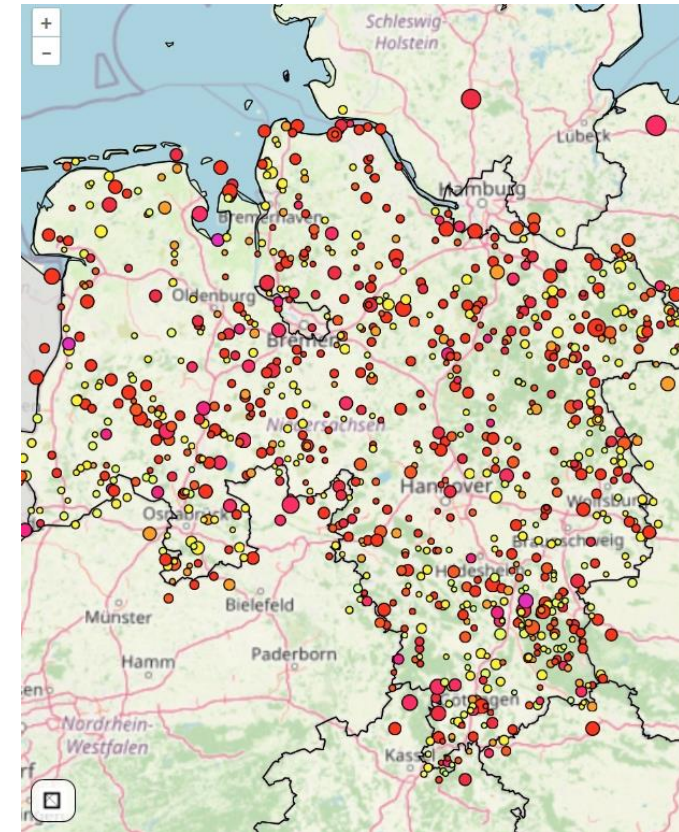 +
−
Schleswig-
Holstein
Lübeck
Hamburg
Bremerhaven
Oldenburg
Bremen
Niedersachsen
Hannover
Wolfsburg
Osnabrück
Braunschweig
Hildesheim
Bielefeld
Münster
Paderborn
Hamm
Göttingen
Nordrhein-
Westfalen
Kassel